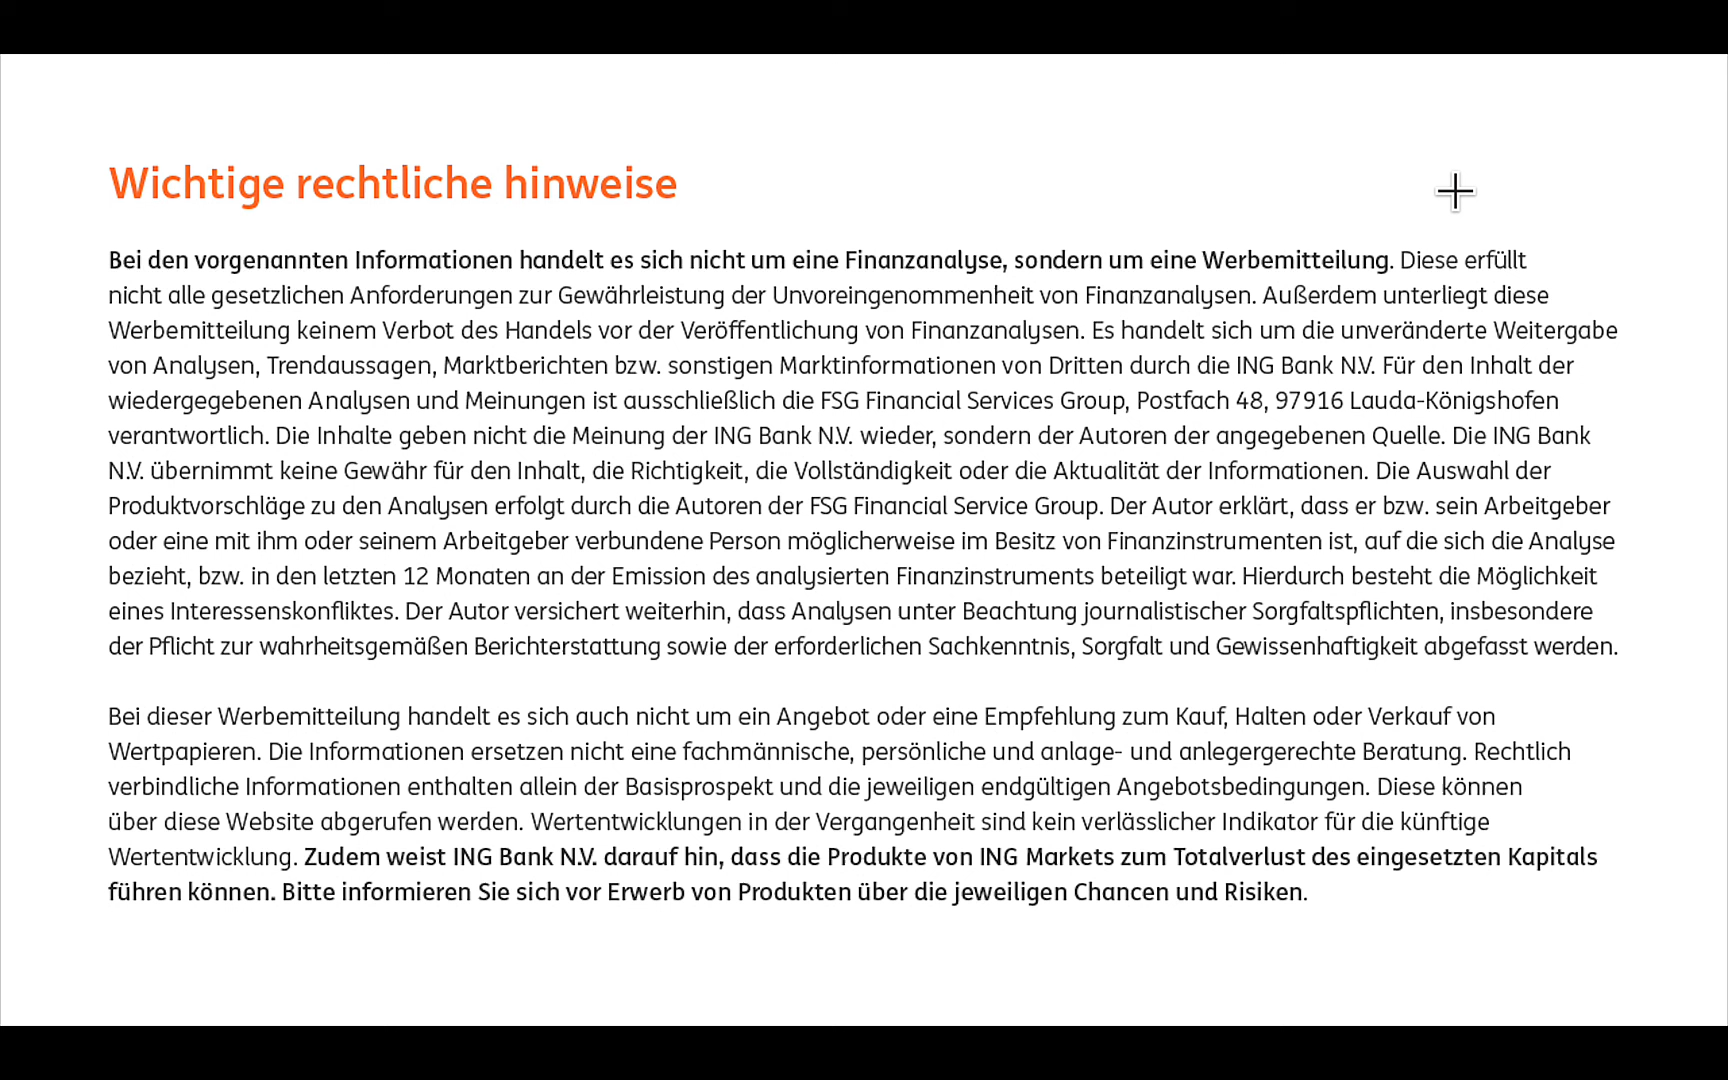 Wichtige rechtliche hinweise
Bei den vorgenannten Informationen handelt es sich nicht um eine Finanzanalyse, sondern um eine Werbemitteilung. Diese erfüllt
nicht alle gesetzlichen Anforderungen zur Gewährleistung der Unvoreingenommenheit von Finanzanalysen. Außerdem unterliegt diese
Werbemitteilung keinem Verbot des Handels vor der Veröffentlichung von Finanzanalysen. Es handelt sich um die unveränderte Weitergabe
von Analysen, Trendaussagen, Marktberichten bzw. sonstigen Marktinformationen von Dritten durch die ING Bank N.V. Für den Inhalt der
wiedergegebenen Analysen und Meinungen ist ausschließlich die FSG Financial Services Group, Postfach 48, 97916 Lauda-Königshofen
verantwortlich. Die Inhalte geben nicht die Meinung der ING Bank N.V. wieder, sondern der Autoren der angegebenen Quelle. Die ING Bank
N.V. übernimmt keine Gewähr für den Inhalt, die Richtigkeit, die Vollständigkeit oder die Aktualität der Informationen. Die Auswahl der
Produktvorschläge zu den Analysen erfolgt durch die Autoren der FSG Financial Service Group. Der Autor erklärt, dass er bzw. sein Arbeitgeber
oder eine mit ihm oder seinem Arbeitgeber verbundene Person möglicherweise im Besitz von Finanzinstrumenten ist, auf die sich die Analyse
bezieht, bzw. in den letzten 12 Monaten an der Emission des analysierten Finanzinstruments beteiligt war. Hierdurch besteht die Möglichkeit
eines Interessenskonfliktes. Der Autor versichert weiterhin, dass Analysen unter Beachtung journalistischer Sorgfaltspflichten, insbesondere
der Pflicht zur wahrheitsgemäßen Berichterstattung sowie der erforderlichen Sachkenntnis, Sorgfalt und Gewissenhaftigkeit abgefasst werden.
Bei dieser Werbemitteilung handelt es sich auch nicht um ein Angebot oder eine Empfehlung zum Kauf, Halten oder Verkauf von
Wertpapieren. Die Informationen ersetzen nicht eine fachmännische, persönliche und anlage- und anlegergerechte Beratung. Rechtlich
verbindliche Informationen enthalten allein der Basisprospekt und die jeweiligen endgültigen Angebotsbedingungen. Diese können
über diese Website abgerufen werden. Wertentwicklungen in der Vergangenheit sind kein verlässlicher Indikator für die künftige
Wertentwicklung. Zudem weist ING Bank N.V. darauf hin, dass die Produkte von ING Markets zum Totalverlust des eingesetzten Kapitals
führen können. Bitte informieren Sie sich vor Erwerb von Produkten über die jeweiligen Chancen und Risiken.